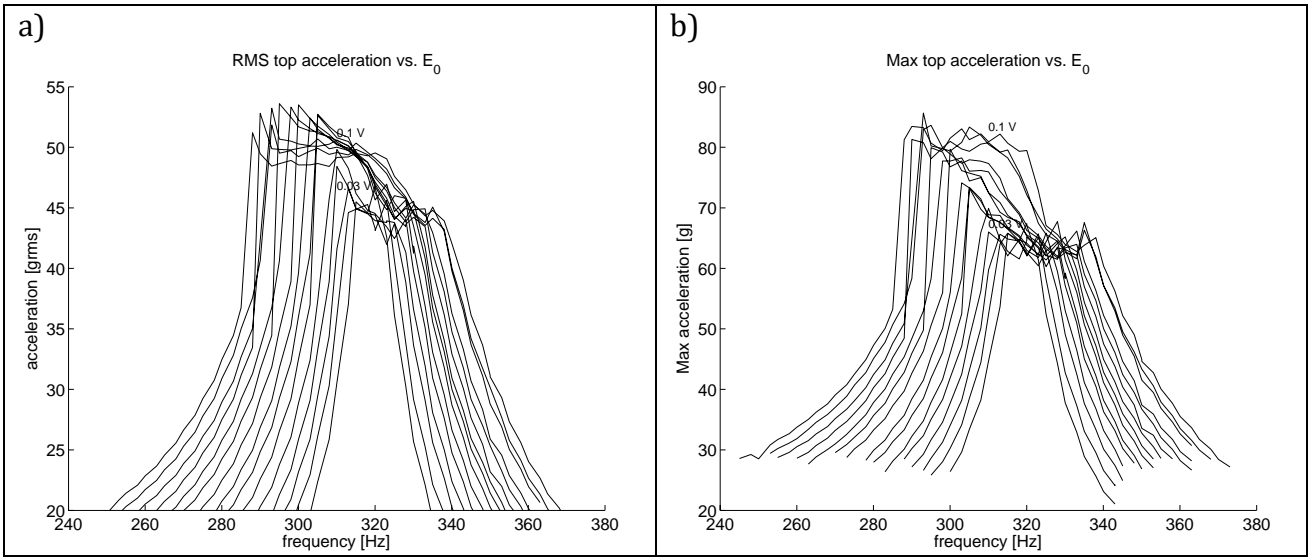 a)
RMS top acceleration vs. E0
acceleration [grms]
55
50
45
40
35
30
25
20
0.1 V
0.03 V
240 260 280 300 320 340 360 380
frequency [Hz]
b)
Max top acceleration vs. E0
Max acceleration [g]
90
80
70
60
50
40
30
20
0.1 V
0.03 V
240 260 280 300 320 340 360 380
frequency [Hz]